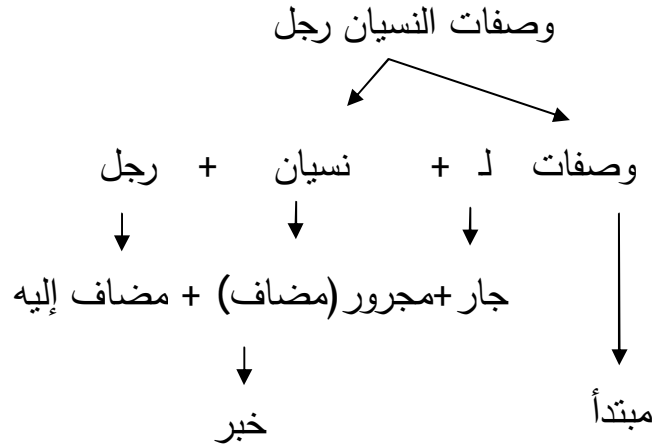 وصفات النسيان رجل
وصفات لـ + نسيان + رجل
جار +مجرور (مضاف) + مضاف إليه
مبتدأ
خبر